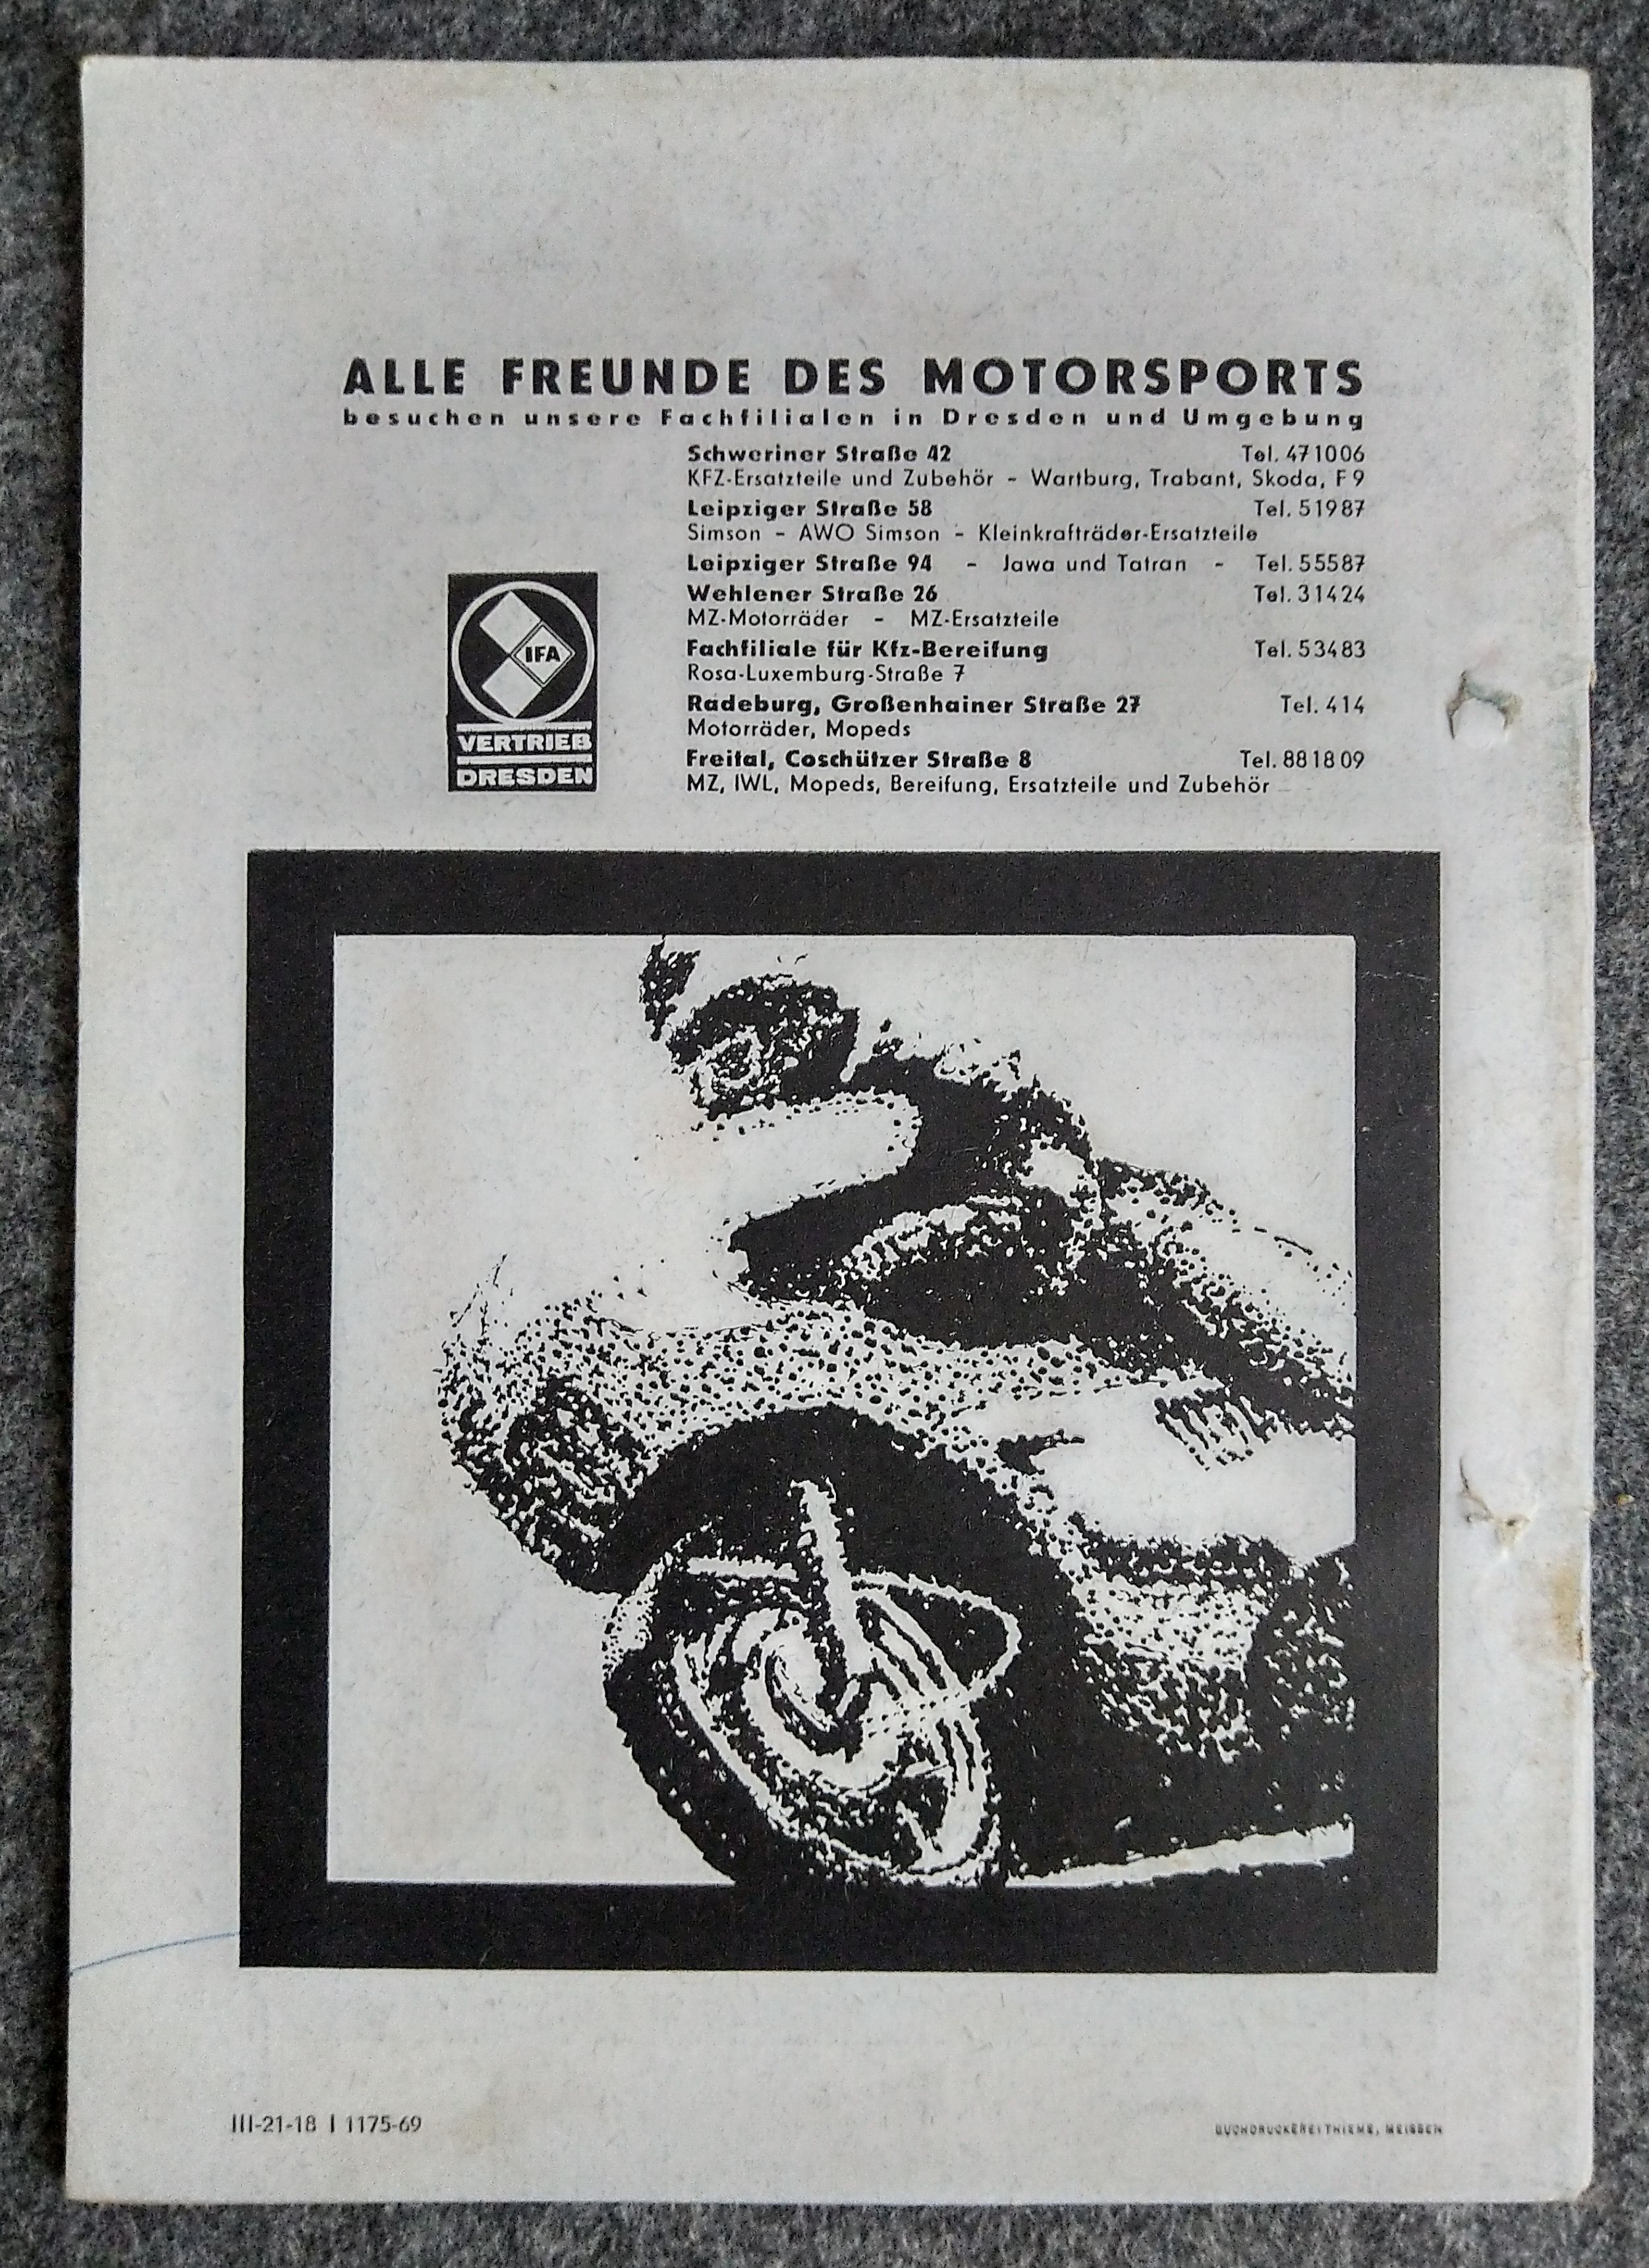 ALLE FREUNDE DES MOTORSPORTS
besuchen unsere Fachfilialen in Dresden und Umgebung
Schweriner Straße 42 Tel. 471006
KFZ-Ersatzteile und Zubehör - Wartburg, Trabant, Skoda, F 9
Leipziger Straße 58 Tel. 51987
Simson - AWO Simson - Kleinkrafträder-Ersatzteile
Leipziger Straße 94 - Jawa und Tatran - Tel. 55587
Wehlener Straße 26 Tel. 31424
MZ-Motorräder - MZ-Ersatzteile
Fachfiliale für Kfz-Bereifung Tel. 53483
Rosa-Luxemburg-Straße 7
Radeburg, Großenhainer Straße 27 Tel. 414
Motorräder, Mopeds
Freital, Coschützer Straße 8 Tel. 881809
MZ, IWL, Mopeds, Bereifung, Ersatzteile und Zubehör
IFA
VERTRIEB
DRESDEN
III-21-18 I 1175-69
BUCHDRUCKEREI THIEME, MEISSEN